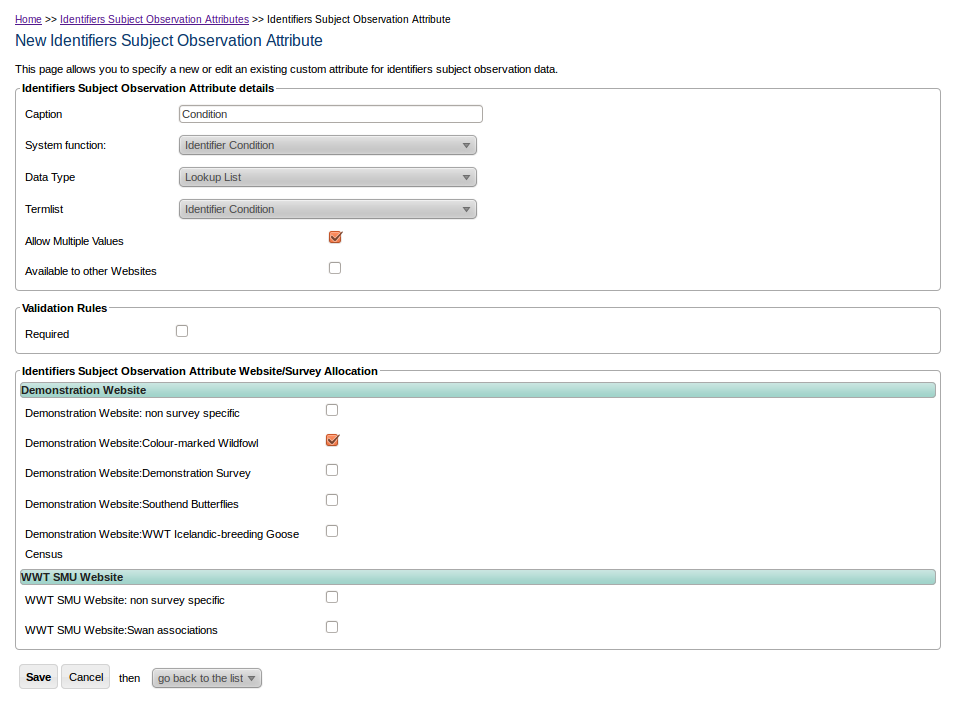 Home >> Identifiers Subject Observation Attributes >> Identifiers Subject Observation Attribute
New Identifiers Subject Observation Attribute
This page allows you to specify a new or edit an existing custom attribute for identifiers subject observation data.
Identifiers Subject Observation Attribute details
Caption Condition
System function: Identifier Condition
Data Type Lookup List
Termlist Identifier Condition
Allow Multiple Values
Available to other Websites
Validation Rules
Required
Identifiers Subject Observation Attribute Website/Survey Allocation
Demonstration Website
Demonstration Website: non survey specific
Demonstration Website:Colour-marked Wildfowl
Demonstration Website:Demonstration Survey
Demonstration Website:Southend Butterflies
Demonstration Website:WWT Icelandic-breeding Goose
Census
WWT SMU Website
WWT SMU Website: non survey specific
WWT SMU Website:Swan associations
Save Cancel then go back to the list